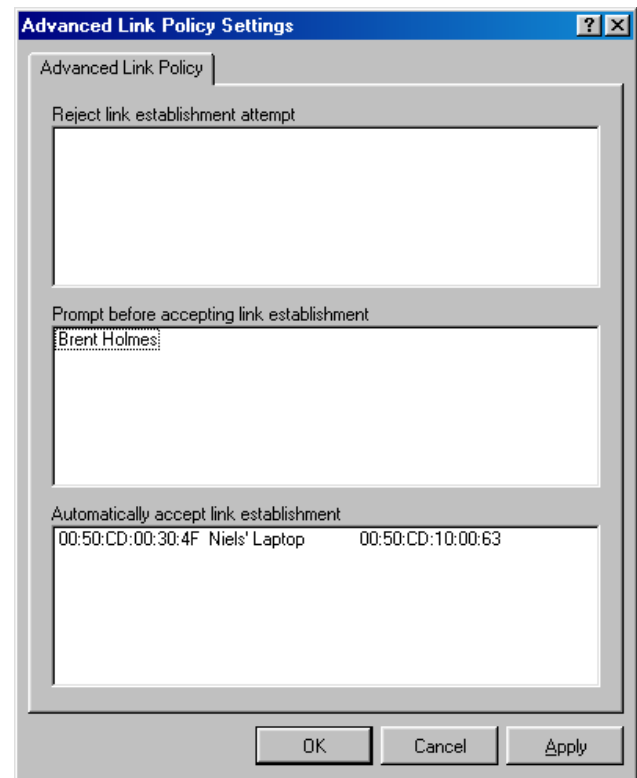 Advanced Link Policy Settings
Advanced Link Policy
Reject link establishment attempt
Prompt before accepting link establishment
Brent Holmes
Automatically accept link establishment
00:50:CD:00:30:4F Niels' Laptop 00:50:CD:10:00:63
OK Cancel Apply